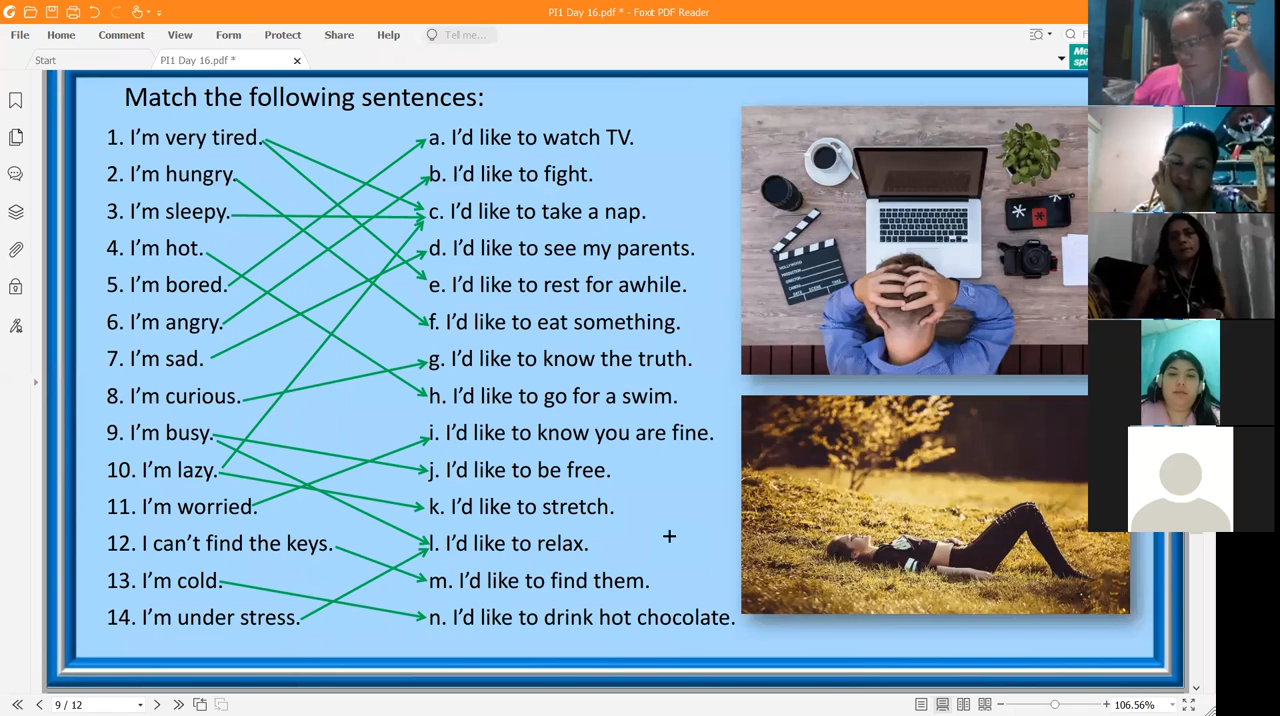 PI1 Day 16.pdf * - Foxit PDF Reader
File Home Comment View Form Protect Share Help Tell me...
Start PI1 Day 16.pdf *
Match the following sentences:
1. I'm very tired. a. I'd like to watch TV.
2. I'm hungry. b. I'd like to fight.
3. I'm sleepy. c. I'd like to take a nap.
4. I'm hot. d. I'd like to see my parents.
5. I'm bored. e. I'd like to rest for awhile.
6. I'm angry. f. I'd like to eat something.
7. I'm sad. g. I'd like to know the truth.
8. I'm curious. h. I'd like to go for a swim.
9. I'm busy. i. I'd like to know you are fine.
10. I'm lazy. j. I'd like to be free.
11. I'm worried. k. I'd like to stretch.
12. I can't find the keys. l. I'd like to relax.
13. I'm cold. m. I'd like to find them.
14. I'm under stress. n. I'd like to drink hot chocolate.
9 / 12 106.56%